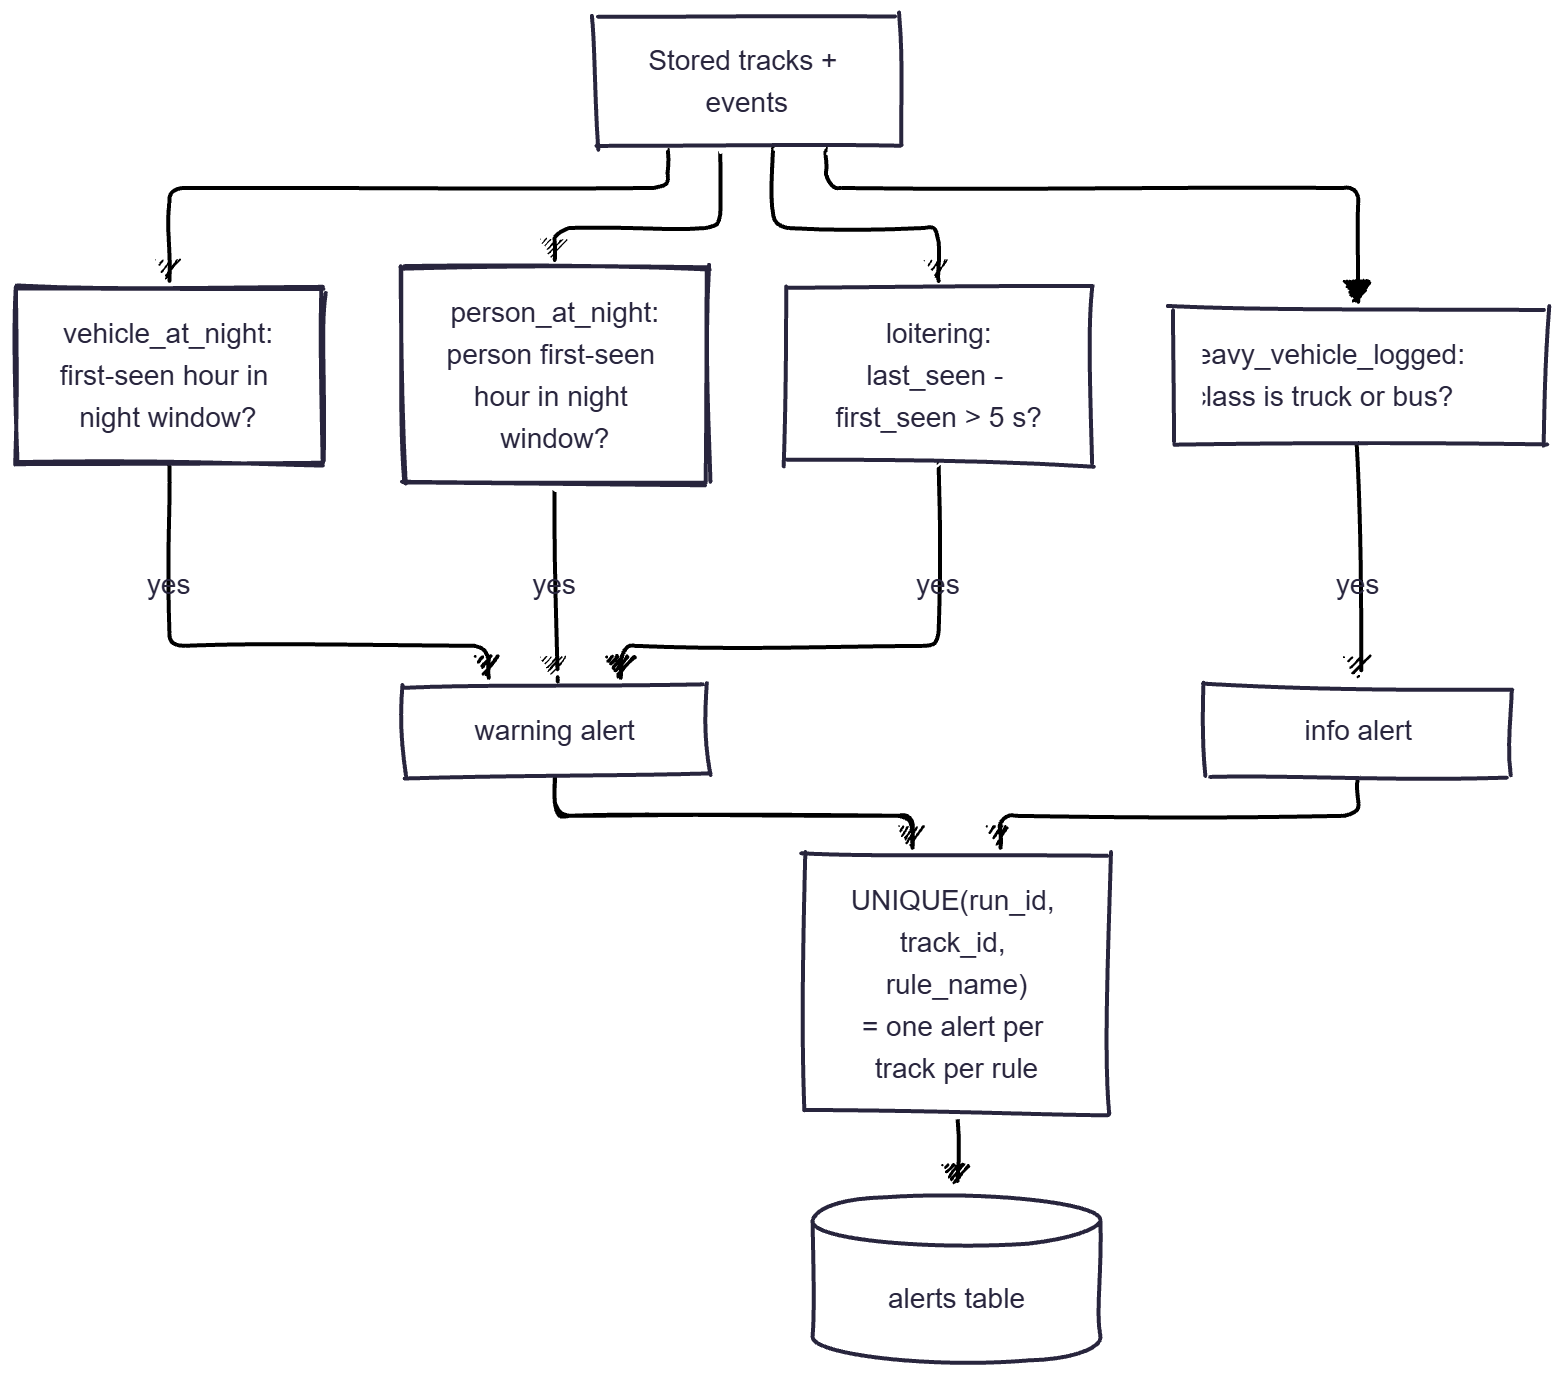 Stored tracks +
events
vehicle_at_night:
first-seen hour in
night window?
person_at_night:
person first-seen
hour in night
window?
loitering:
last_seen -
first_seen > 5 s?
eavy_vehicle_logged:
class is truck or bus?
yes
yes
yes
yes
warning alert
info alert
UNIQUE(run_id,
track_id,
rule_name)
= one alert per
track per rule
alerts table